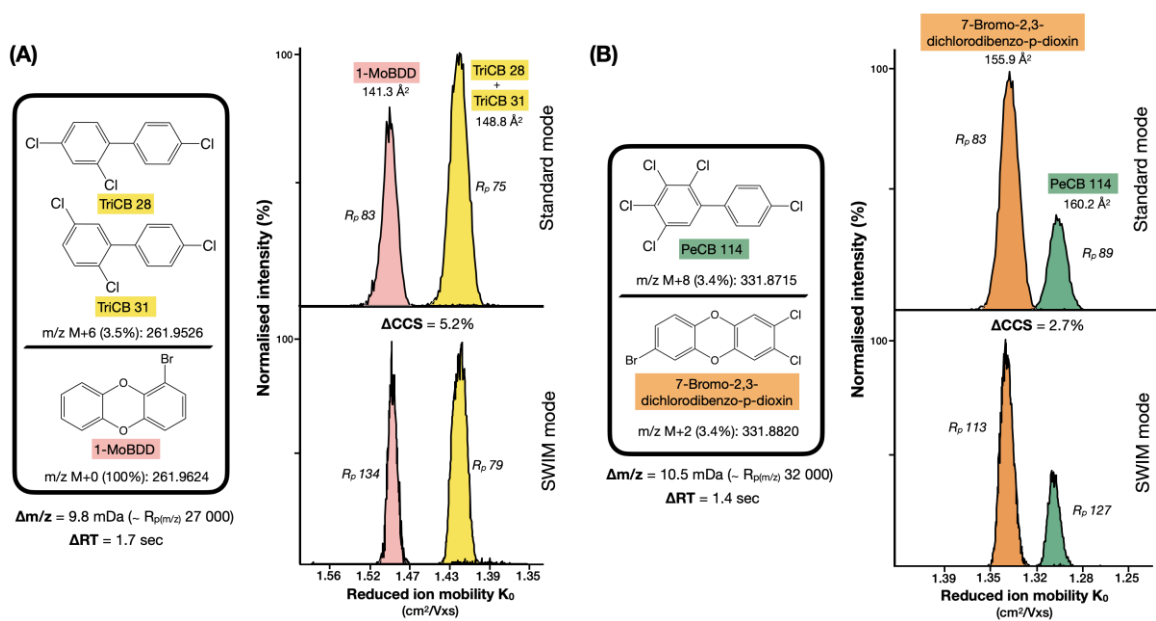 (A)
Cl
Cl
Cl
TriCB 28
Cl
Cl
Cl
TriCB 31
m/z M+6 (3.5%): 261.9526
Br
O
O
1-MoBDD
m/z M+0 (100%): 261.9624
Δm/z = 9.8 mDa (~ Rp(m/z) 27 000)
ΔRT = 1.7 sec
Normalised intensity (%)
100
1-MoBDD
141.3 Å²
TriCB 28
+
TriCB 31
148.8 Å²
Rp 83
Rp 75
Standard mode
ΔCCS = 5.2%
100
Rp 134
Rp 79
SWIM mode
1.56 1.52 1.47 1.43 1.39 1.35
Reduced ion mobility K₀
(cm²/Vxs)
(B)
Cl
Cl
Cl
Cl
Cl
PeCB 114
m/z M+8 (3.4%): 331.8715
O
O
Cl
Cl
Br
7-Bromo-2,3-
dichlorodibenzo-p-dioxin
m/z M+2 (3.4%): 331.8820
Δm/z = 10.5 mDa (~ Rp(m/z) 32 000)
ΔRT = 1.4 sec
Normalised intensity (%)
7-Bromo-2,3-
dichlorodibenzo-p-dioxin
155.9 Å²
100
Rp 83
PeCB 114
160.2 Å²
Rp 89
Standard mode
ΔCCS = 2.7%
100
Rp 113
Rp 127
SWIM mode
1.39 1.35 1.30 1.28 1.25
Reduced ion mobility K₀
(cm²/Vxs)